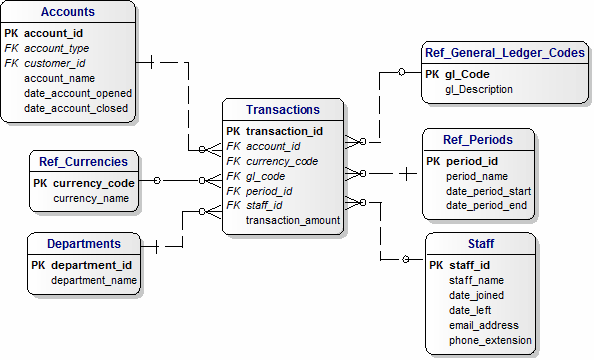 Accounts
PK account_id
FK account_type
FK customer_id
account_name
date_account_opened
date_account_closed
Ref_Currencies
PK currency_code
currency_name
Departments
PK department_id
department_name
Transactions
PK transaction_id
FK account_id
FK currency_code
FK gl_code
FK period_id
FK staff_id
transaction_amount
Ref_General_Ledger_Codes
PK gl_Code
gl_Description
Ref_Periods
PK period_id
period_name
date_period_start
date_period_end
Staff
PK staff_id
staff_name
date_joined
date_left
email_address
phone_extension